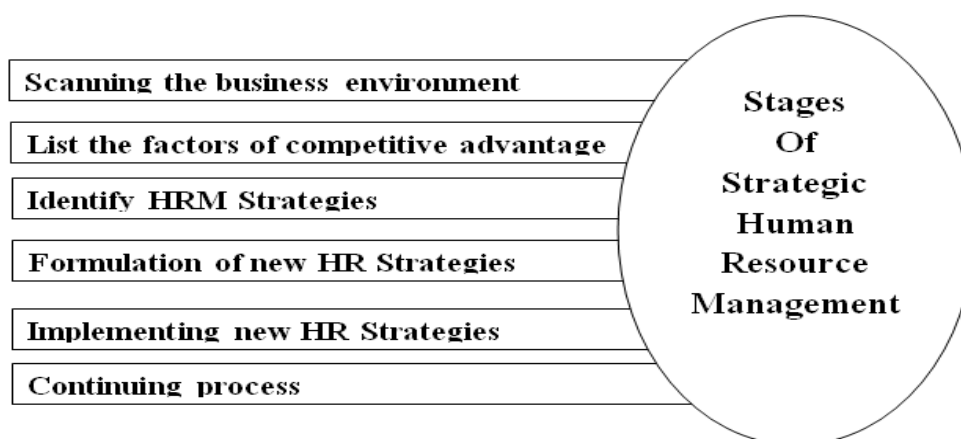 Scanning the business environment
List the factors of competitive advantage
Identify HRM Strategies
Formulation of new HR Strategies
Implementing new HR Strategies
Continuing process
Stages
Of
Strategic
Human
Resource
Management